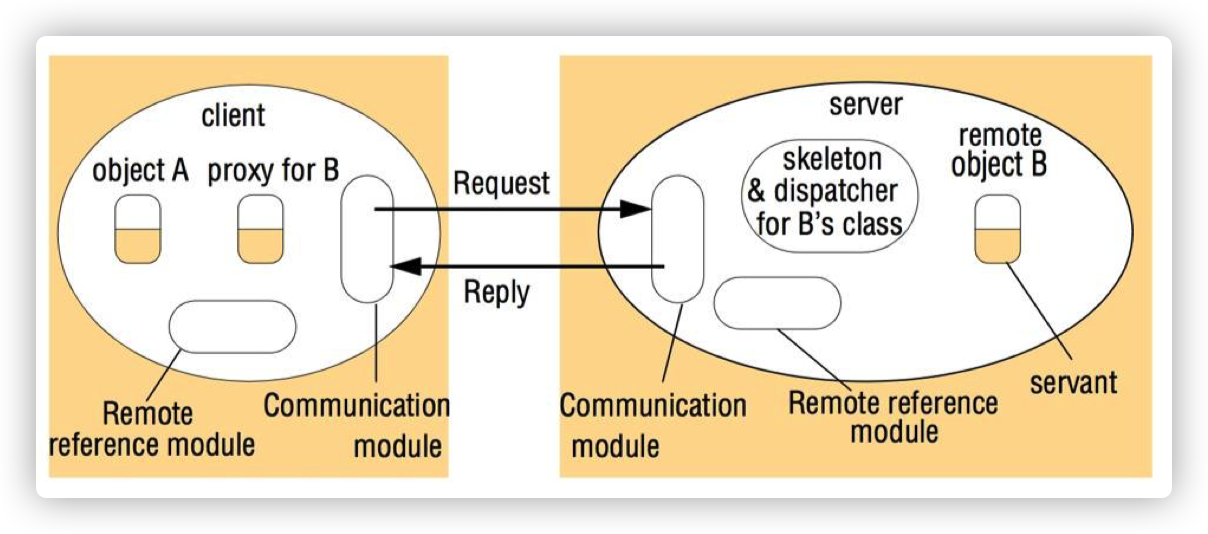 client
object A
proxy for B
Remote
reference module
Communication
module
Request
Reply
server
skeleton
& dispatcher
for B's class
remote
object B
servant
Communication
module
Remote reference
module